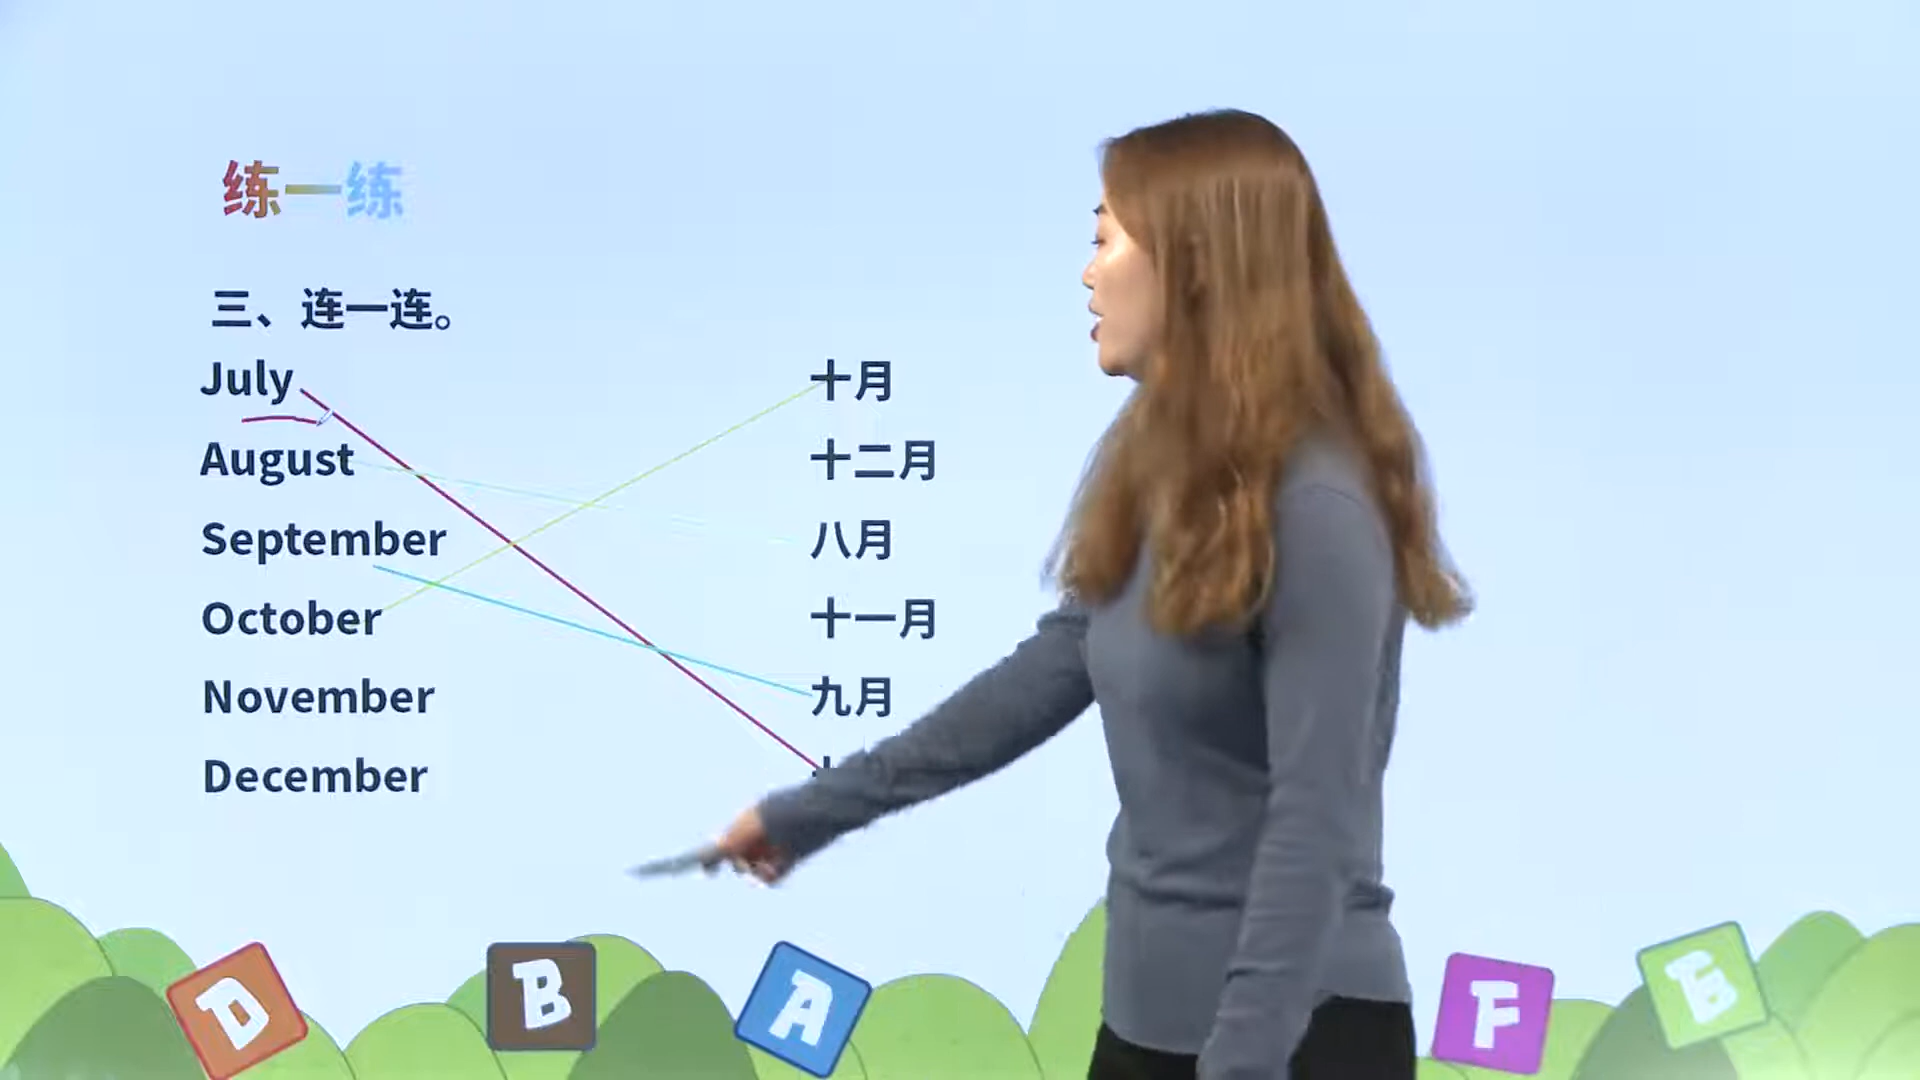 练一练
三、连一连。
July 十月
August 十二月
September 八月
October 十一月
November 九月
December
D B A F E